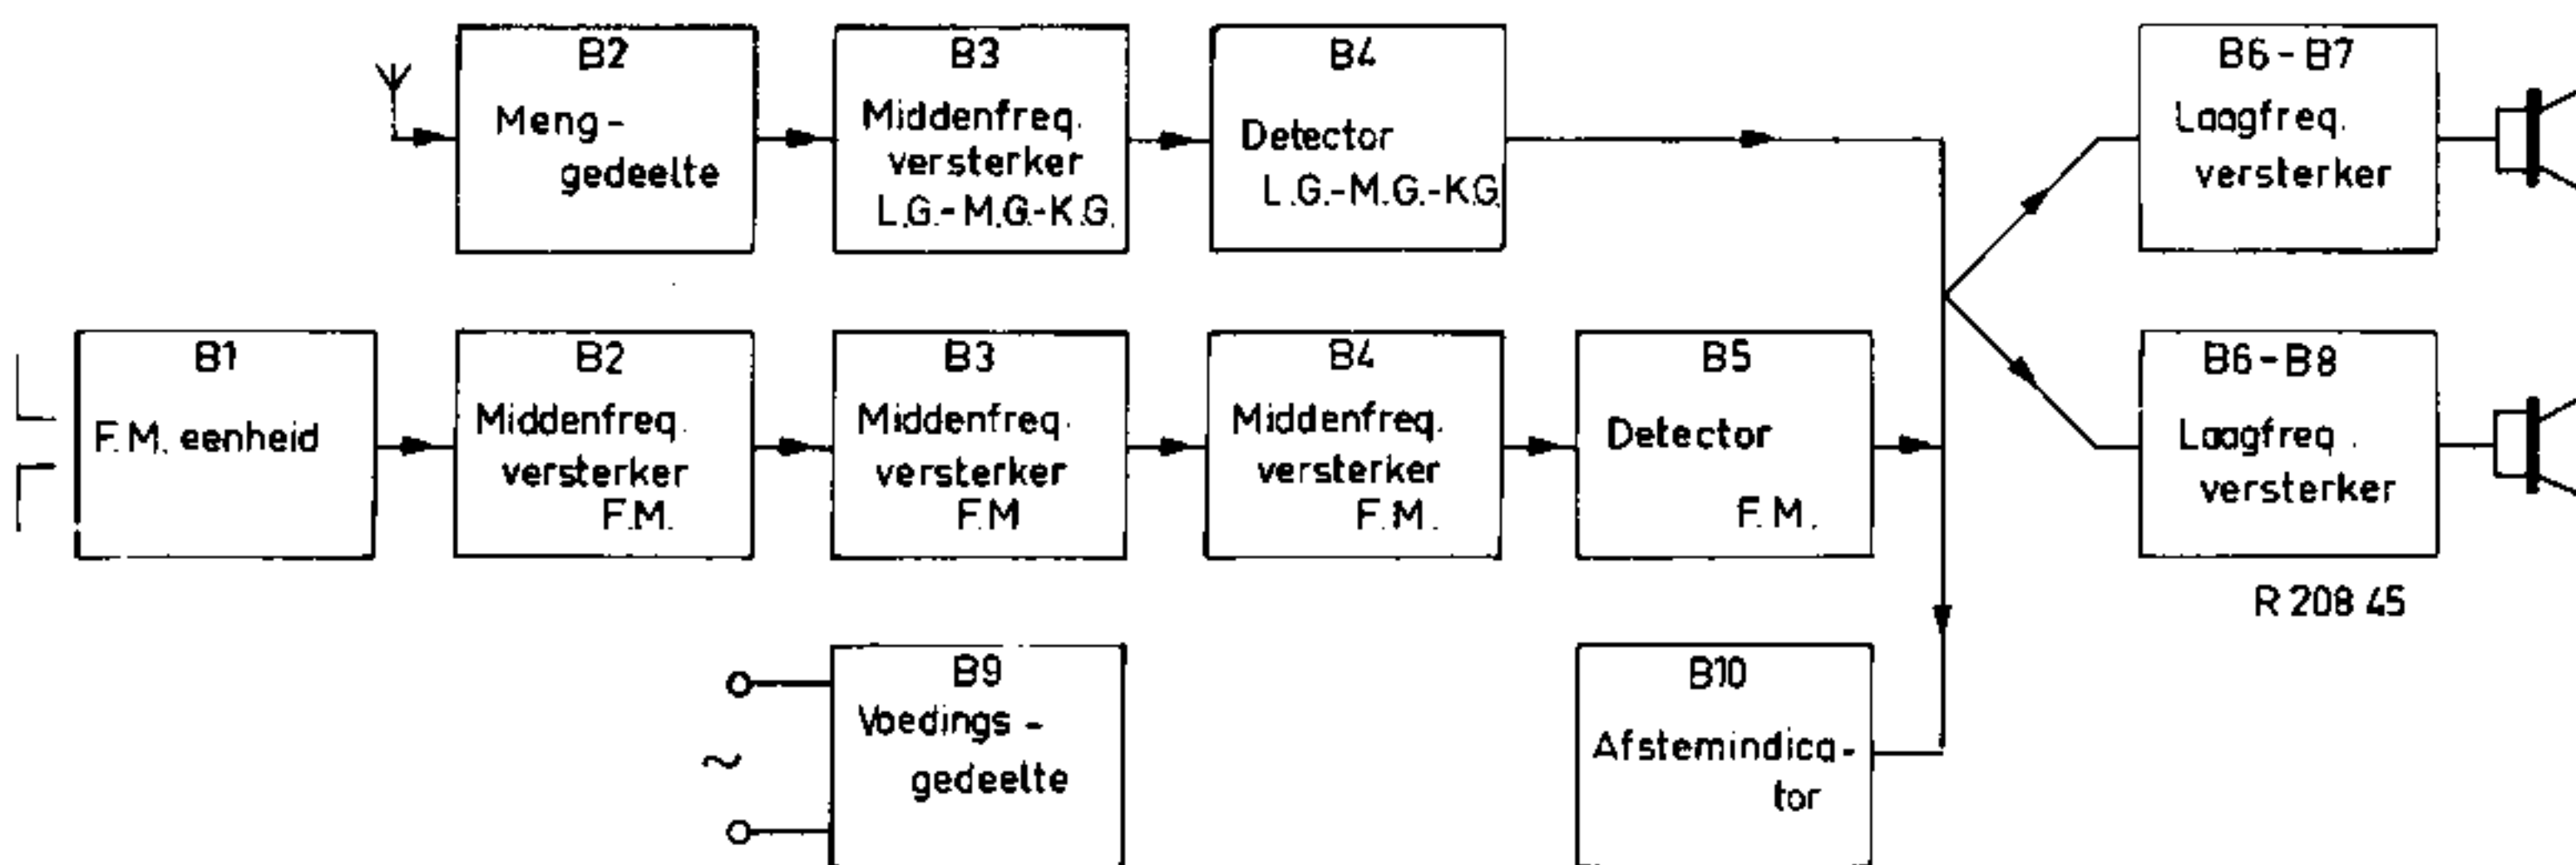 B2
Meng-
gedeelte
B3
Middenfreq.
versterker
L.G.-M.G.-K.G.
B4
Detector
L.G.-M.G.-K.G.
B6-B7
Laagfreq.
versterker
B1
F.M. eenheid
B2
Middenfreq.
versterker
F.M.
B3
Middenfreq.
versterker
F.M
B4
Middenfreq.
versterker
F.M.
B5
Detector
F.M.
B6-B8
Laagfreq.
versterker
R 208 45
~
B9
Voedings-
gedeelte
B10
Afstemindica-
tor